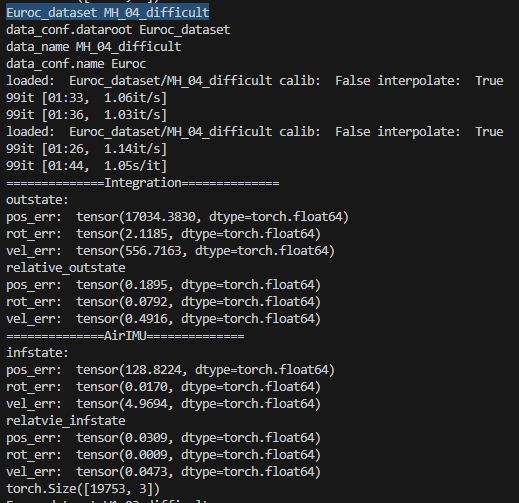 Euroc_dataset MH_04_difficult
data_conf.dataroot Euroc_dataset
data_name MH_04_difficult
data_conf.name Euroc
loaded:  Euroc_dataset/MH_04_difficult calib:  False interpolate:  True
99it [01:33,  1.06it/s]
99it [01:36,  1.03it/s]
loaded:  Euroc_dataset/MH_04_difficult calib:  False interpolate:  True
99it [01:26,  1.14it/s]
99it [01:44,  1.05s/it]
==============Integration==============
outstate:
pos_err:  tensor(17034.3830, dtype=torch.float64)
rot_err:  tensor(2.1185, dtype=torch.float64)
vel_err:  tensor(556.7163, dtype=torch.float64)
relative_outstate
pos_err:  tensor(0.1895, dtype=torch.float64)
rot_err:  tensor(0.0792, dtype=torch.float64)
vel_err:  tensor(0.4916, dtype=torch.float64)
==============AirIMU==============
infstate:
pos_err:  tensor(128.8224, dtype=torch.float64)
rot_err:  tensor(0.0170, dtype=torch.float64)
vel_err:  tensor(4.9694, dtype=torch.float64)
relatvie_infstate
pos_err:  tensor(0.0309, dtype=torch.float64)
rot_err:  tensor(0.0009, dtype=torch.float64)
vel_err:  tensor(0.0473, dtype=torch.float64)
torch.Size([19753, 3])